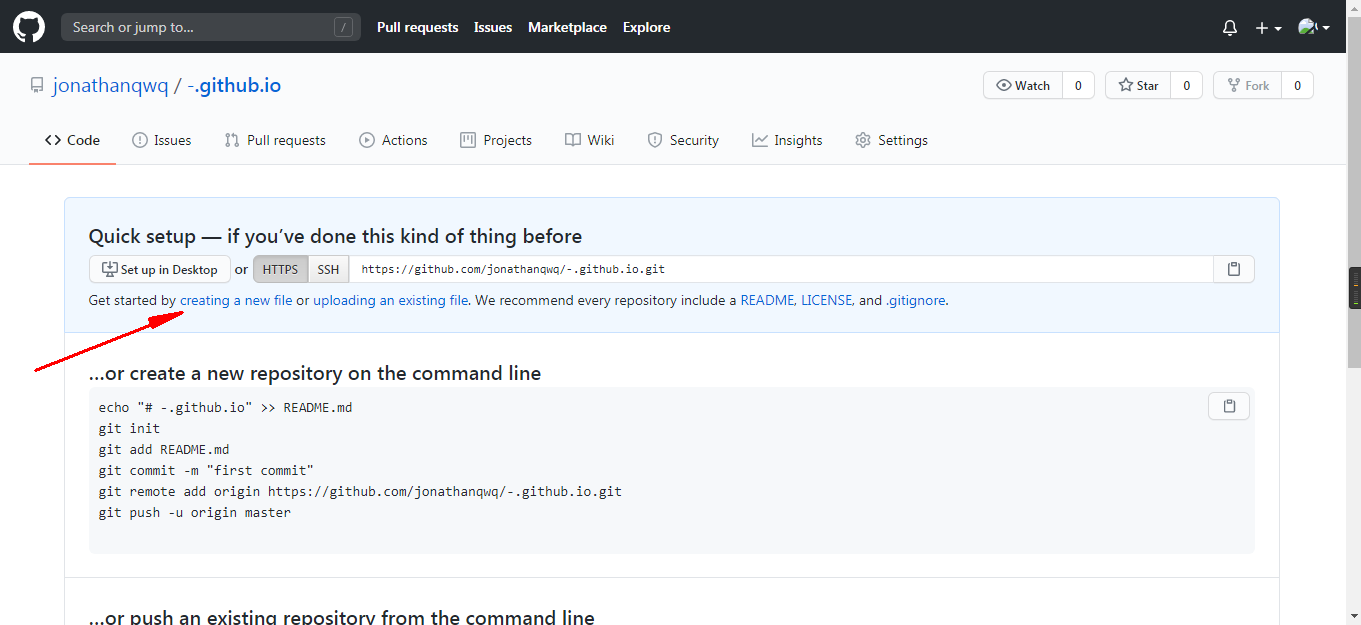 Search or jump to... /
Pull requests Issues Marketplace Explore
jonathanqwq / -.github.io
Watch 0 Star 0 Fork 0
Code Issues Pull requests Actions Projects Wiki Security Insights Settings
Quick setup — if you’ve done this kind of thing before
Set up in Desktop or HTTPS SSH https://github.com/jonathanqwq/-.github.io.git
Get started by creating a new file or uploading an existing file. We recommend every repository include a README, LICENSE, and .gitignore.
…or create a new repository on the command line
echo "# -.github.io" >> README.md
git init
git add README.md
git commit -m "first commit"
git remote add origin https://github.com/jonathanqwq/-.github.io.git
git push -u origin master
…or push an existing repository from the command line